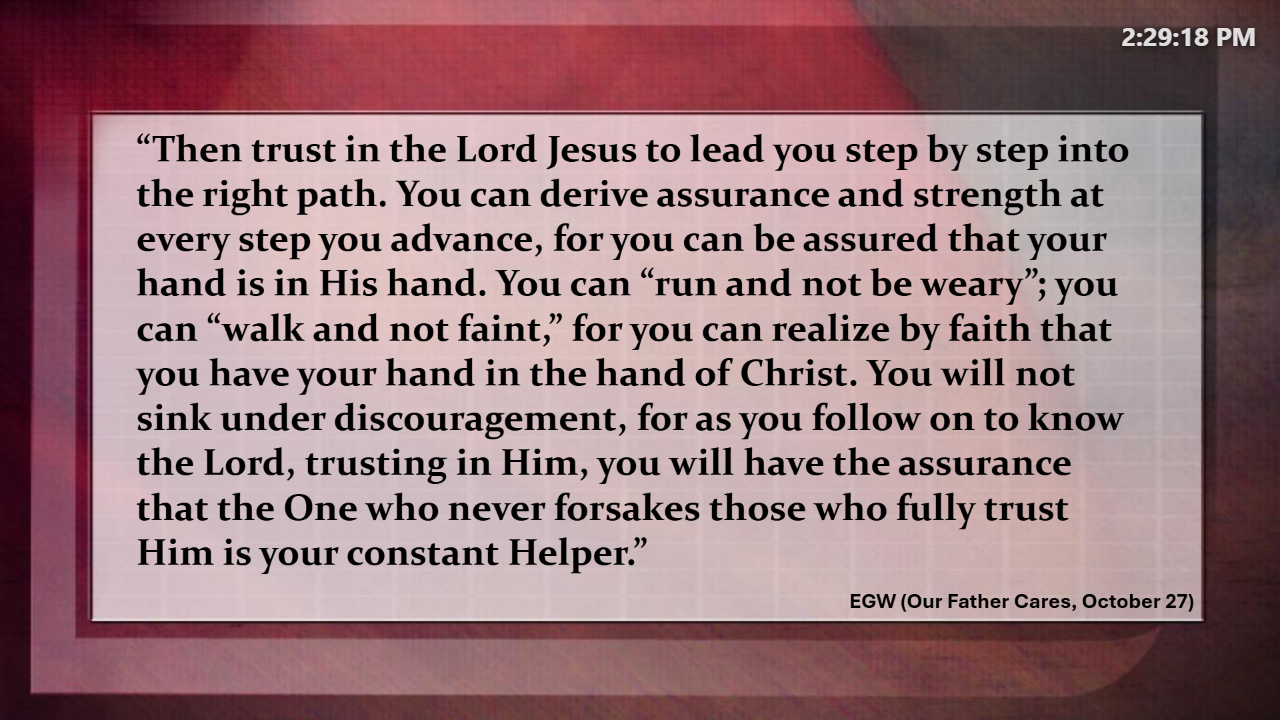 2:29:18 PM
“Then trust in the Lord Jesus to lead you step by step into
the right path. You can derive assurance and strength at
every step you advance, for you can be assured that your
hand is in His hand. You can “run and not be weary”; you
can “walk and not faint,” for you can realize by faith that
you have your hand in the hand of Christ. You will not
sink under discouragement, for as you follow on to know
the Lord, trusting in Him, you will have the assurance
that the One who never forsakes those who fully trust
Him is your constant Helper.”
EGW (Our Father Cares, October 27)